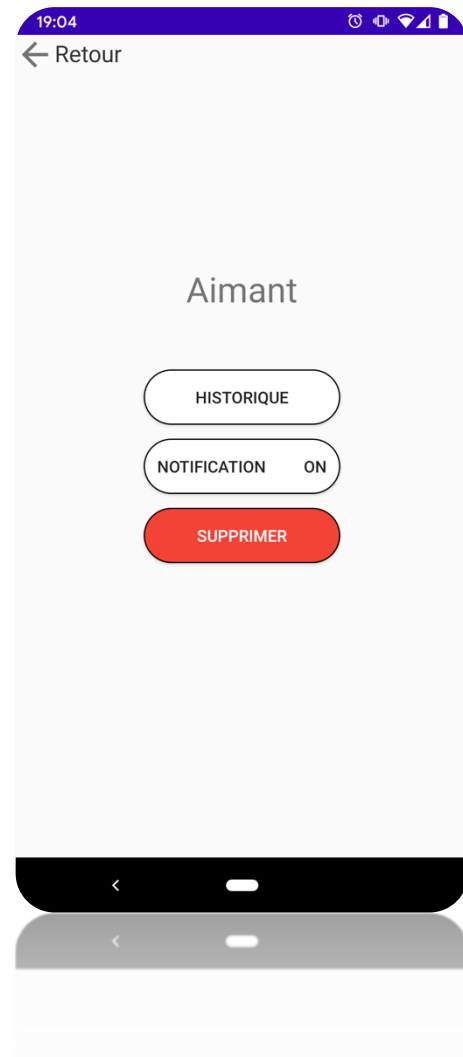 19:04
Retour
Aimant
HISTORIQUE
NOTIFICATION ON
SUPPRIMER